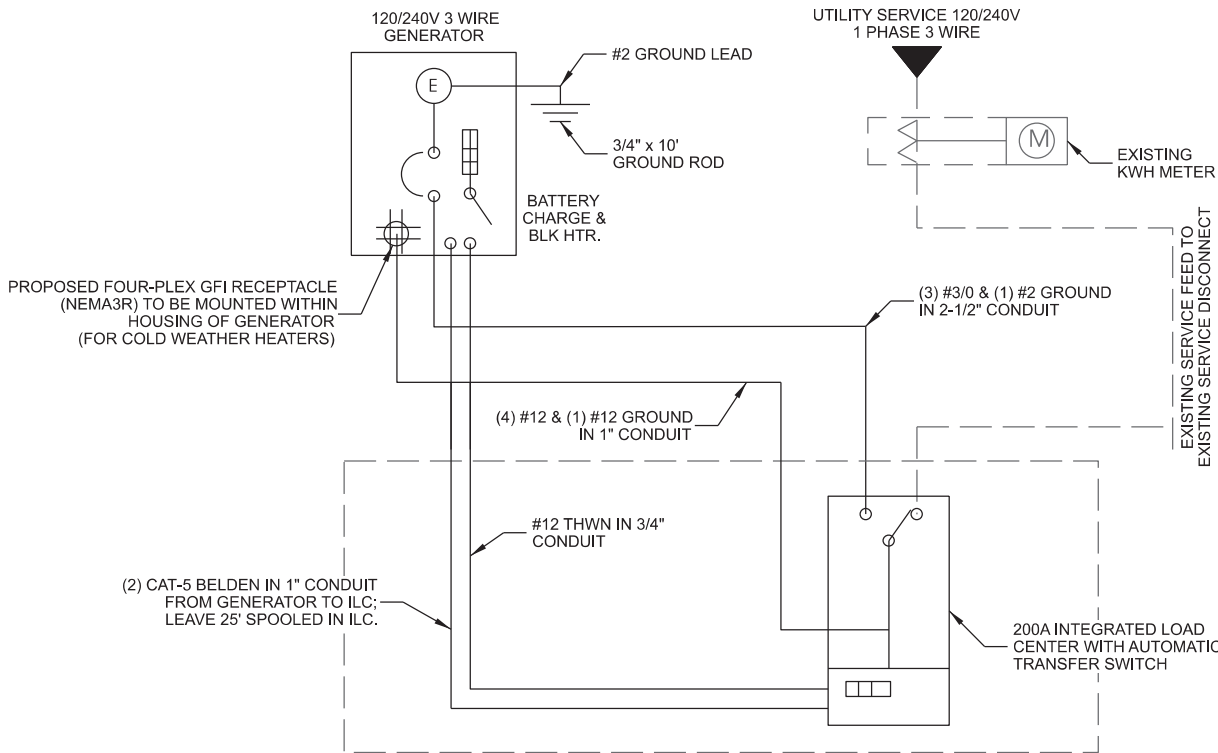 120/240V 3 WIRE
GENERATOR
E
#2 GROUND LEAD
3/4" x 10'
GROUND ROD
BATTERY
CHARGE &
BLK HTR.
UTILITY SERVICE 120/240V
1 PHASE 3 WIRE
M
EXISTING
KWH METER
EXISTING SERVICE FEED TO
EXISTING SERVICE DISCONNECT
PROPOSED FOUR-PLEX GFI RECEPTACLE
(NEMA3R) TO BE MOUNTED WITHIN
HOUSING OF GENERATOR
(FOR COLD WEATHER HEATERS)
(3) #3/0 & (1) #2 GROUND
IN 2-1/2" CONDUIT
(4) #12 & (1) #12 GROUND
IN 1" CONDUIT
#12 THWN IN 3/4"
CONDUIT
(2) CAT-5 BELDEN IN 1" CONDUIT
FROM GENERATOR TO ILC;
LEAVE 25' SPOOLED IN ILC.
200A INTEGRATED LOAD
CENTER WITH AUTOMATIC
TRANSFER SWITCH